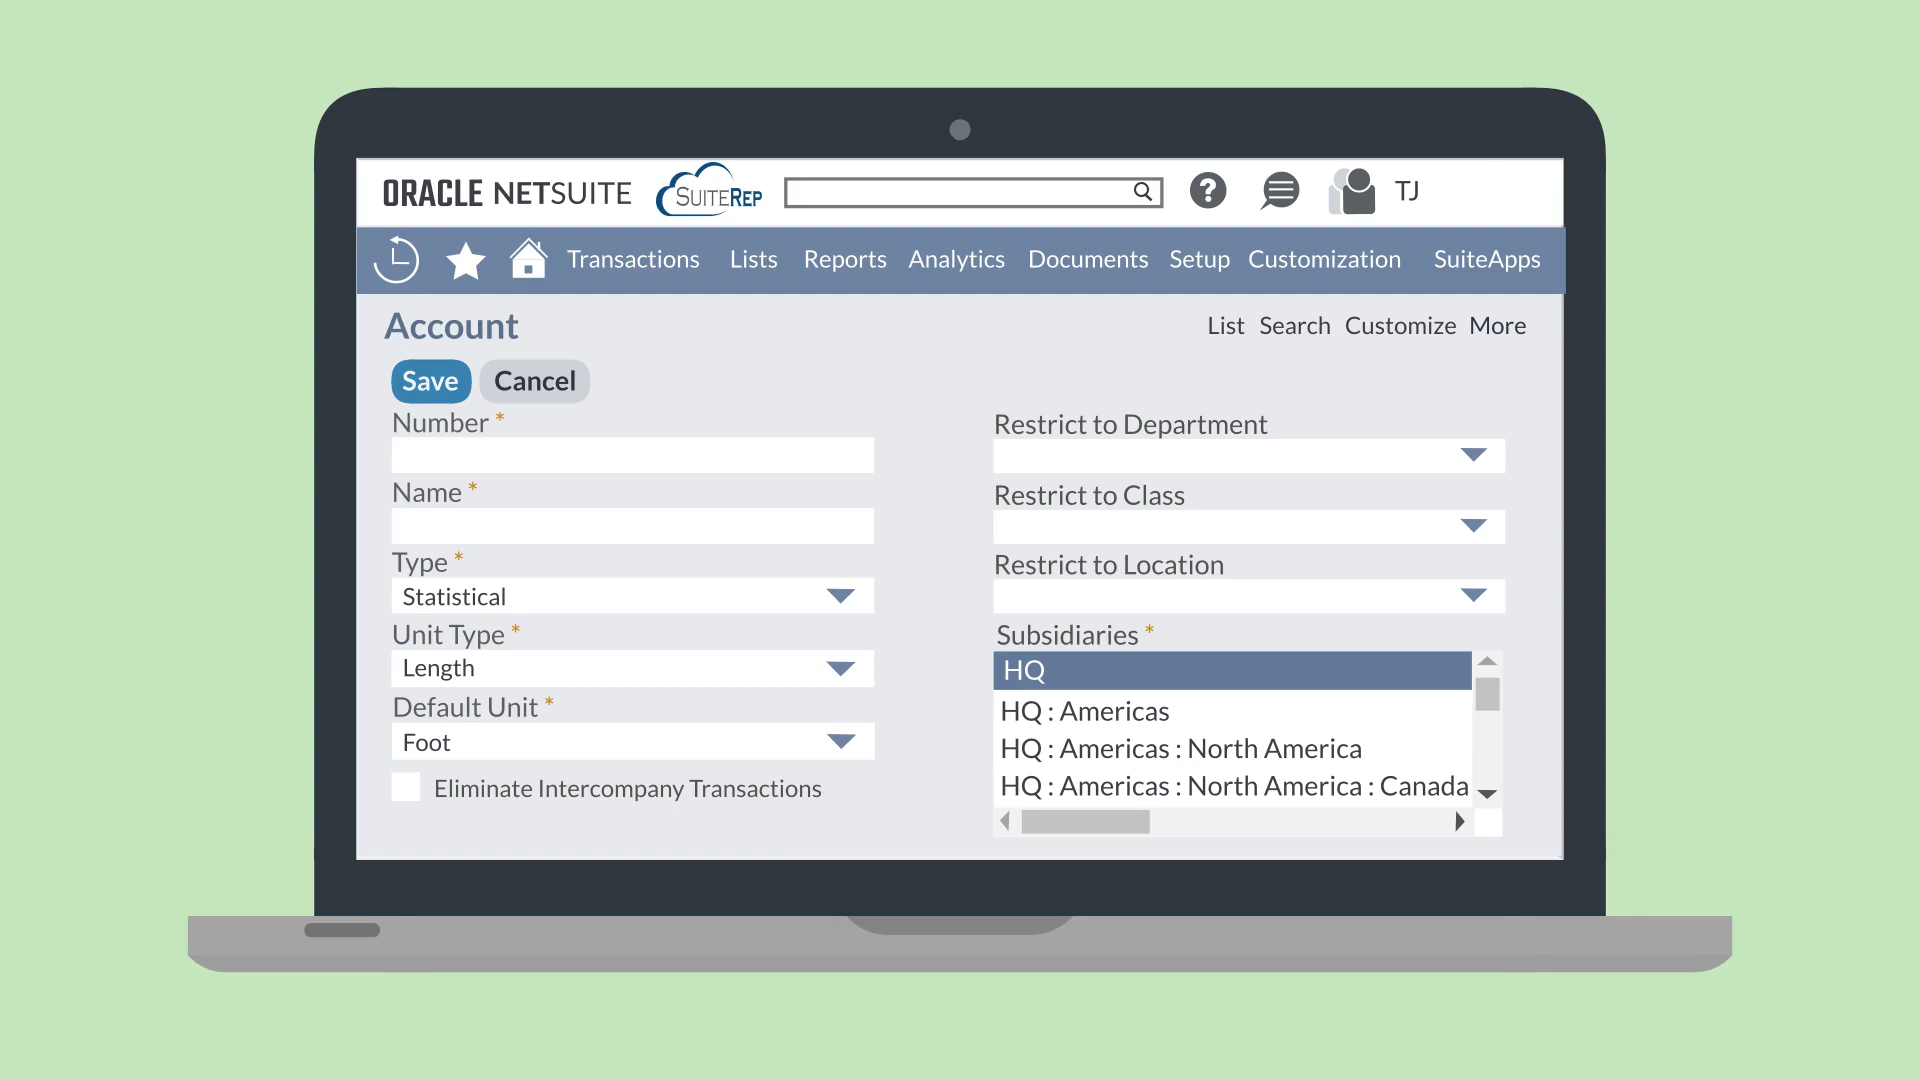 ORACLE NETSUITE SUITEREP ? TJ
Transactions Lists Reports Analytics Documents Setup Customization SuiteApps
Account List Search Customize More
Save Cancel
Number *
Name *
Type *
Statistical
Unit Type *
Length
Default Unit *
Foot
Eliminate Intercompany Transactions
Restrict to Department
Restrict to Class
Restrict to Location
Subsidiaries *
HQ
HQ : Americas
HQ : Americas : North America
HQ : Americas : North America : Canada